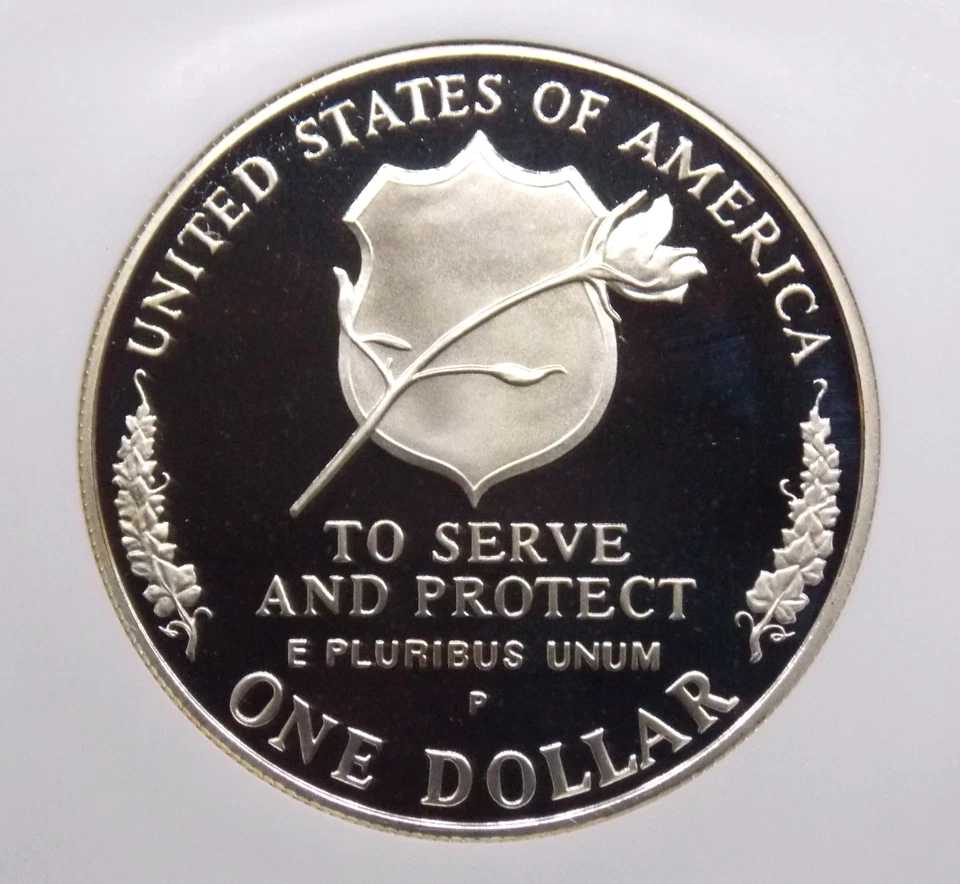 UNITED STATES OF AMERICA
TO SERVE
AND PROTECT
E PLURIBUS UNUM
P
ONE DOLLAR